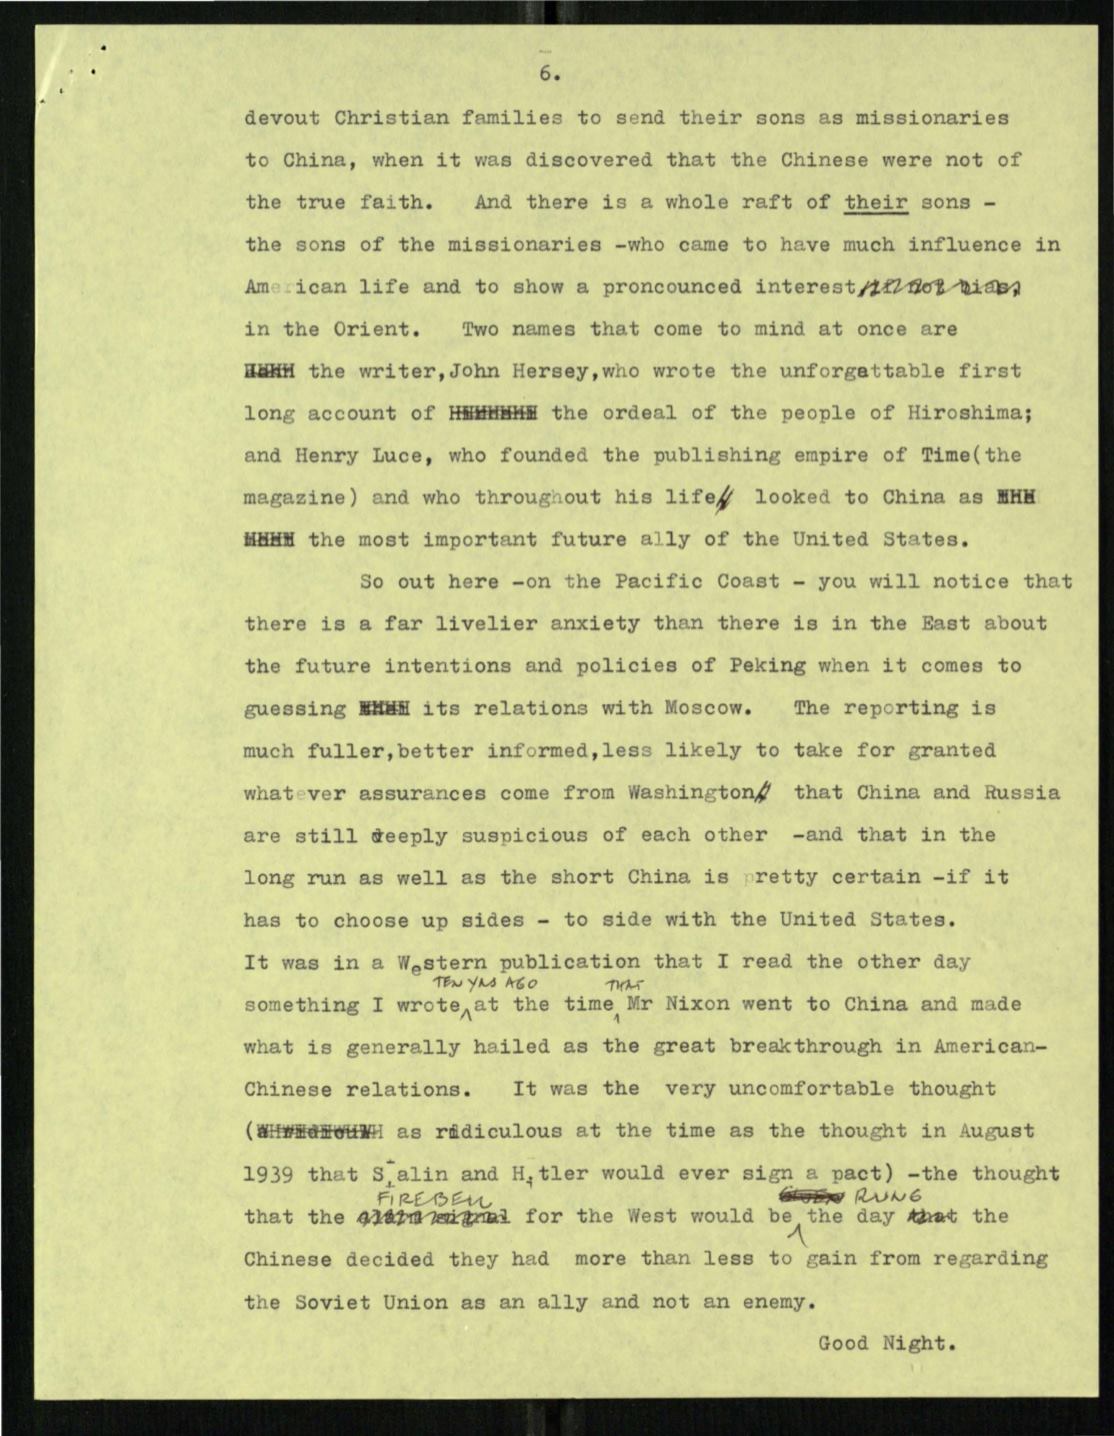 6.
devout Christian families to send their sons as missionaries
to China, when it was discovered that the Chinese were not of
the true faith. And there is a whole raft of their sons -
the sons of the missionaries -who came to have much influence in
American life and to show a proncounced interest, if not bias,
in the Orient. Two names that come to mind at once are
the writer,John Hersey,who wrote the unforgettable first
long account of the ordeal of the people of Hiroshima;
and Henry Luce, who founded the publishing empire of Time(the
magazine) and who throughout his life looked to China as
the most important future ally of the United States.
So out here -on the Pacific Coast - you will notice that
there is a far livelier anxiety than there is in the East about
the future intentions and policies of Peking when it comes to
guessing its relations with Moscow. The reporting is
much fuller,better informed,less likely to take for granted
whatever assurances come from Washington that China and Russia
are still deeply suspicious of each other -and that in the
long run as well as the short China is pretty certain -if it
has to choose up sides - to side with the United States.
It was in a Western publication that I read the other day
TEN YRS AGO THAT
something I wrote, at the time Mr Nixon went to China and made
what is generally hailed as the great breakthrough in American-
Chinese relations. It was the very uncomfortable thought
( as rediculous at the time as the thought in August
1939 that Stalin and Hitler would ever sign a pact) -the thought
FIREBELL RUNG
that the alarm signal for the West would be the day that the
Chinese decided they had more than less to gain from regarding
the Soviet Union as an ally and not an enemy.
Good Night.